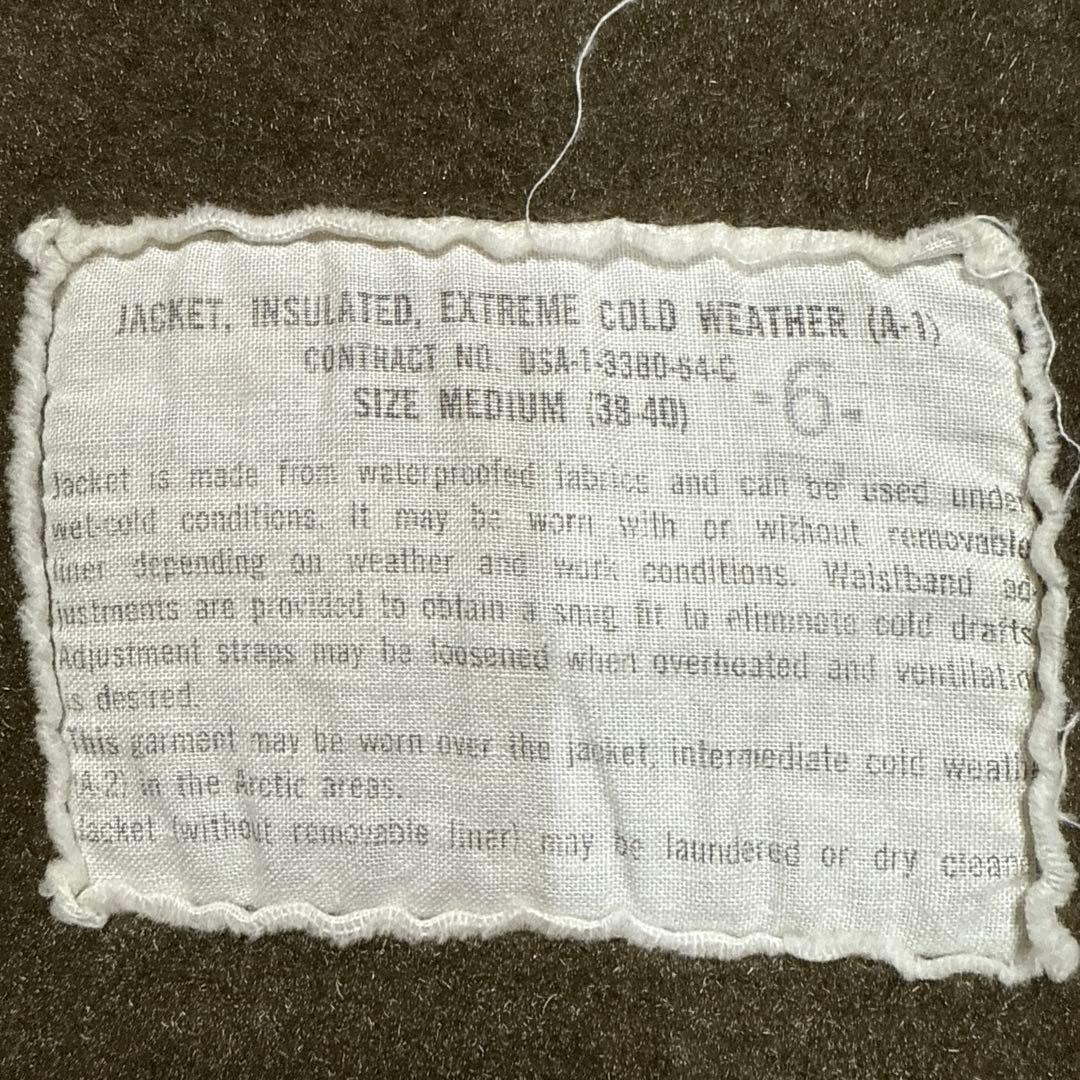 JACKET, INSULATED, EXTREME COLD WEATHER (A-1)
CONTRACT NO. DSA-1-3380-64-C
SIZE MEDIUM (38-40) -6-
Jacket is made from waterproofed fabrics and can be used under
wet-cold conditions. It may be worn with or without removable
liner depending on weather and work conditions. Waistband ad-
justments are provided to obtain a snug fit to eliminate cold drafts
Adjustment straps may be loosened when overheated and ventilatio
is desired.
This garment may be worn over the jacket, intermediate cold weathe
(A-2) in the Arctic areas.
Jacket (without removable liner) may be laundered or dry cleane